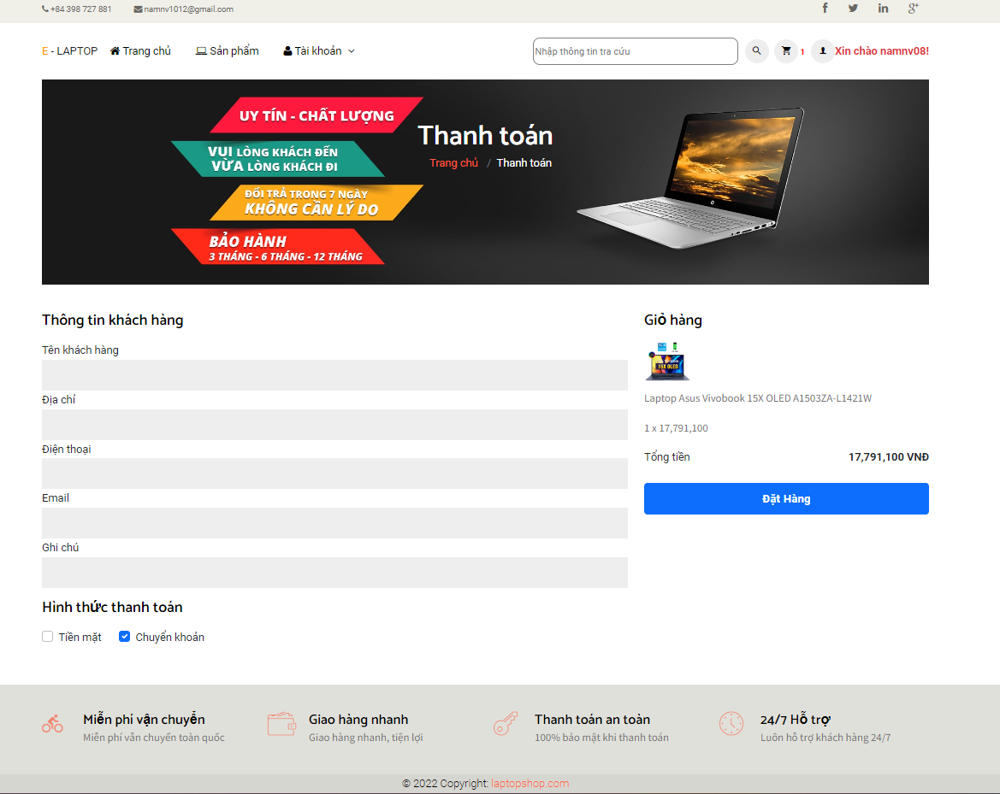 +84 398 727 881 namnv1012@gmail.com
E - LAPTOP Trang chủ Sản phẩm Tài khoản Nhập thông tin tra cứu 1 Xin chào namnv08!
UY TÍN - CHẤT LƯỢNG
VUI LÒNG KHÁCH ĐẾN
VỪA LÒNG KHÁCH ĐI
ĐỔI TRẢ TRONG 7 NGÀY
KHÔNG CẦN LÝ DO
BẢO HÀNH
3 THÁNG - 6 THÁNG - 12 THÁNG
Thanh toán
Trang chủ / Thanh toán
Thông tin khách hàng
Tên khách hàng
Địa chỉ
Điện thoại
Email
Ghi chú
Hình thức thanh toán
Tiền mặt Chuyển khoản
Giỏ hàng
15X OLED
Laptop Asus Vivobook 15X OLED A1503ZA-L1421W
1 x 17,791,100
Tổng tiền 17,791,100 VNĐ
Đặt Hàng
Miễn phí vận chuyển
Miễn phí vẫn chuyển toàn quốc
Giao hàng nhanh
Giao hàng nhanh, tiện lợi
Thanh toán an toàn
100% bảo mật khi thanh toán
24/7 Hỗ trợ
Luôn hỗ trợ khách hàng 24/7
© 2022 Copyright: laptopshop.com